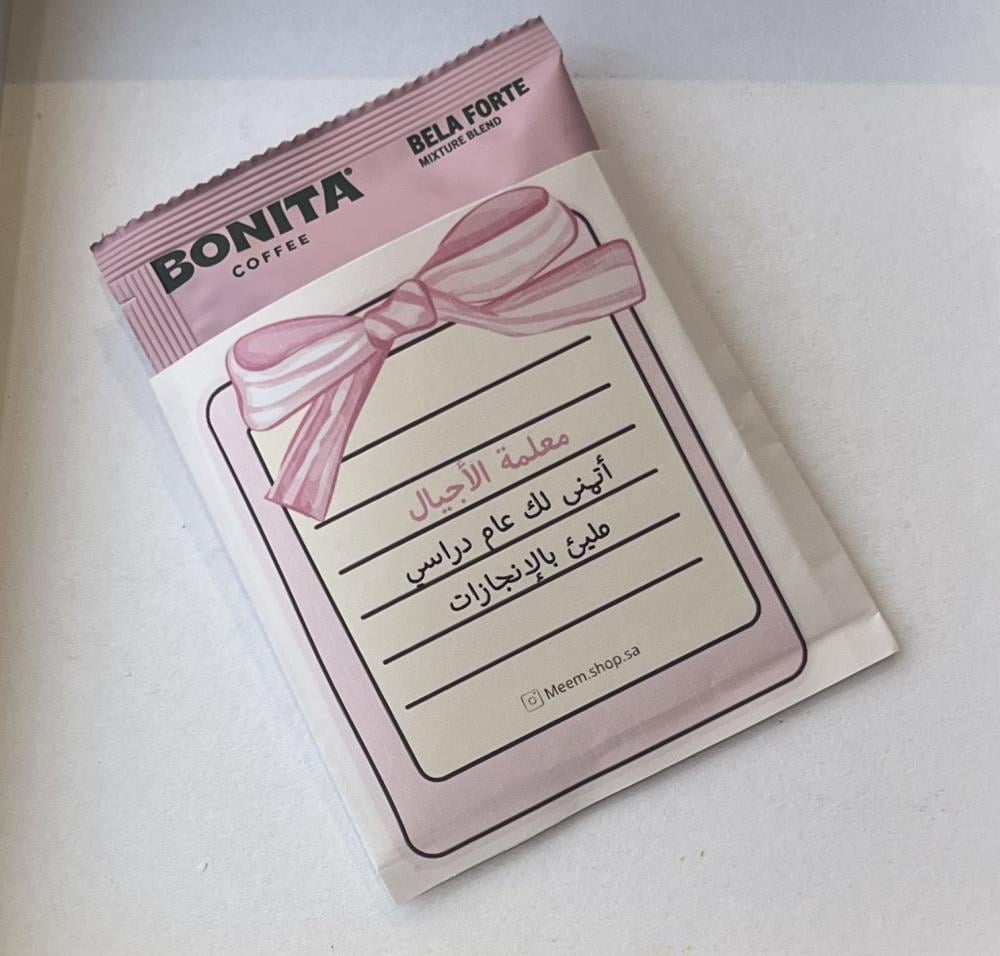 BONITA®
COFFEE
BELA FORTE
MIXTURE BLEND
معلمة الأجيال
أتمنى لك عام دراسي
مليئ بالإنجازات
Meem.shop.sa